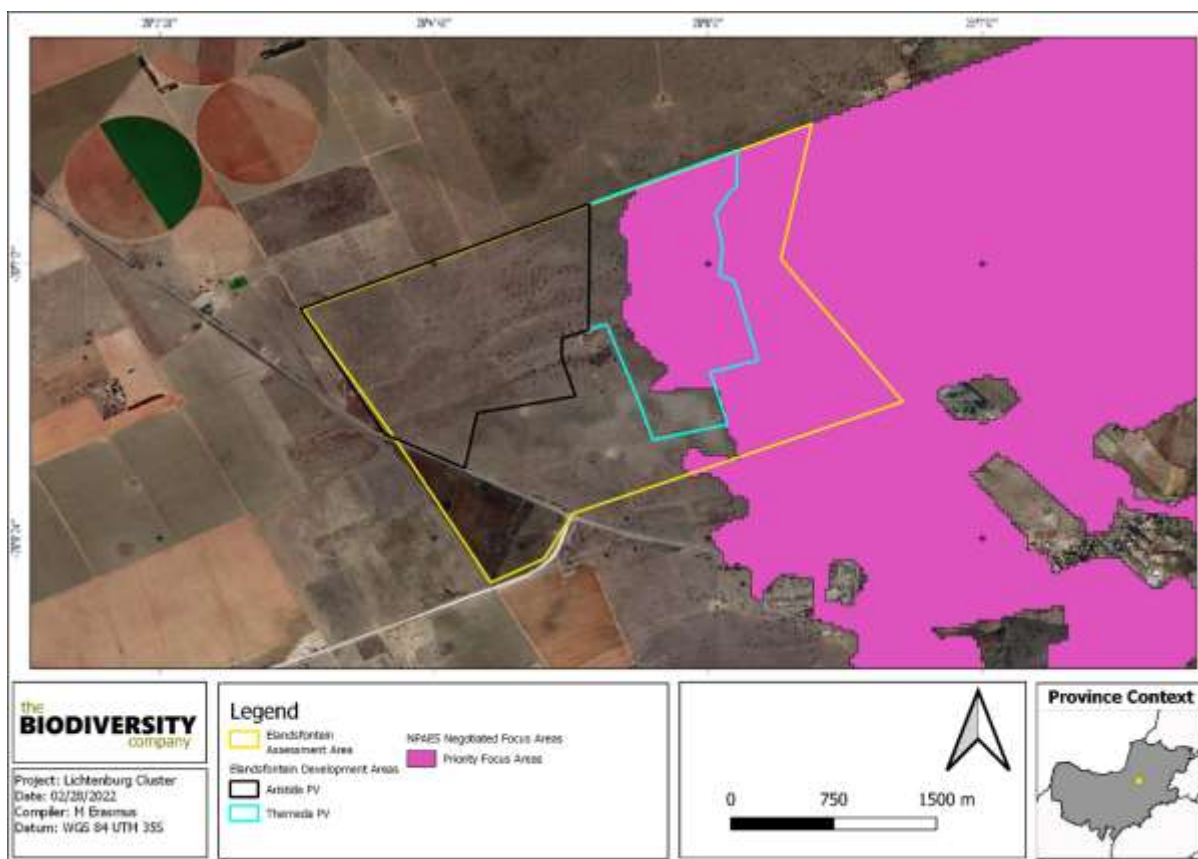 the
BIODIVERSITY
company
Project: Lichtenburg Cluster
Date: 02/28/2022
Compiler: M Erasmus
Datum: WGS 84 UTM 35S
Legend
Elandsfontein
Assessment Area
Elandsfontein Development Areas
Aristida PV
Themeda PV
NPAES Negotiated Focus Areas
Priority Focus Areas
0 750 1500 m
Province Context